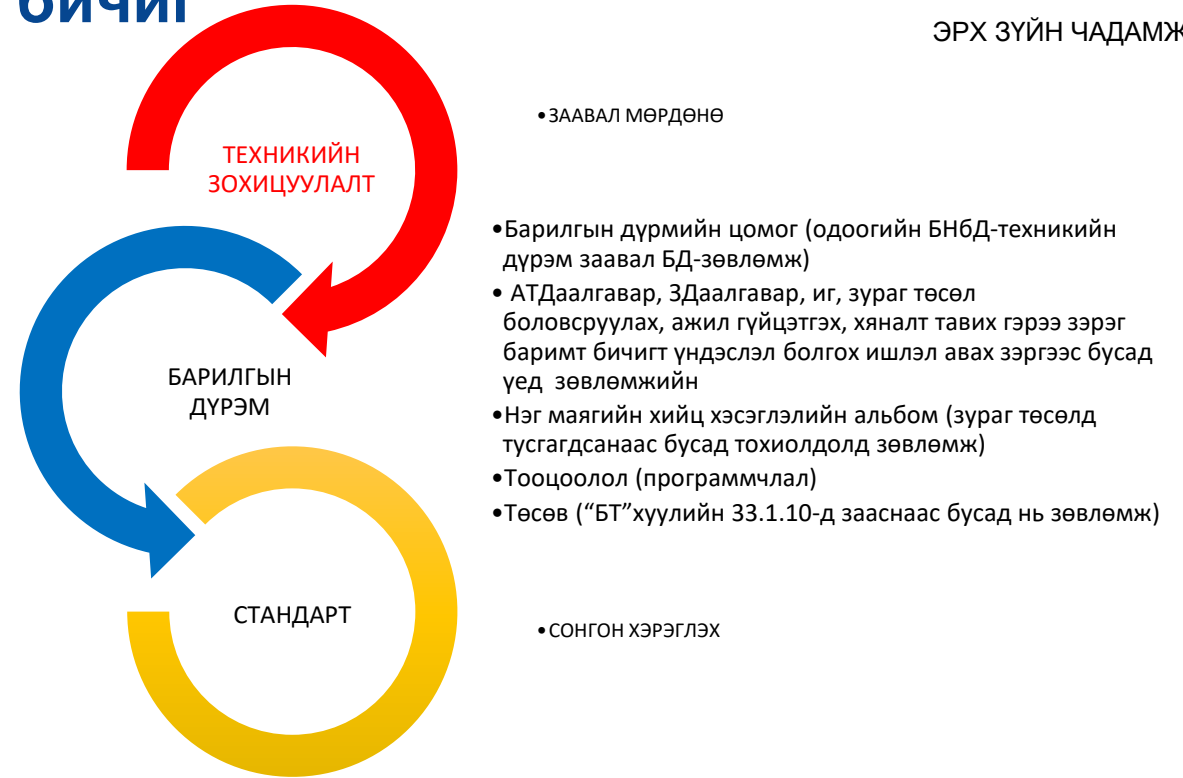 бичиг
ЭРХ ЗҮЙН ЧАДАМЖ
•ЗААВАЛ МӨРДӨНӨ
ТЕХНИКИЙН
ЗОХИЦУУЛАЛТ
•Барилгын дүрмийн цомог (одоогийн БНбД-техникийн
дүрэм заавал БД-зөвлөмж)
• АТДаалгавар, ЗДаалгавар, иг, зураг төсөл
боловсруулах, ажил гүйцэтгэх, хяналт тавих гэрээ зэрэг
баримт бичигт үндэслэл болгох ишлэл авах зэргээс бусад
үед зөвлөмжийн
•Нэг маягийн хийц хэсэглэлийн альбом (зураг төсөлд
тусгагдсанаас бусад тохиолдолд зөвлөмж)
•Тооцоолол (программчлал)
•Төсөв (“БТ”хуулийн 33.1.10-д зааснаас бусад нь зөвлөмж)
БАРИЛГЫН
ДҮРЭМ
СТАНДАРТ
•СОНГОН ХЭРЭГЛЭХ